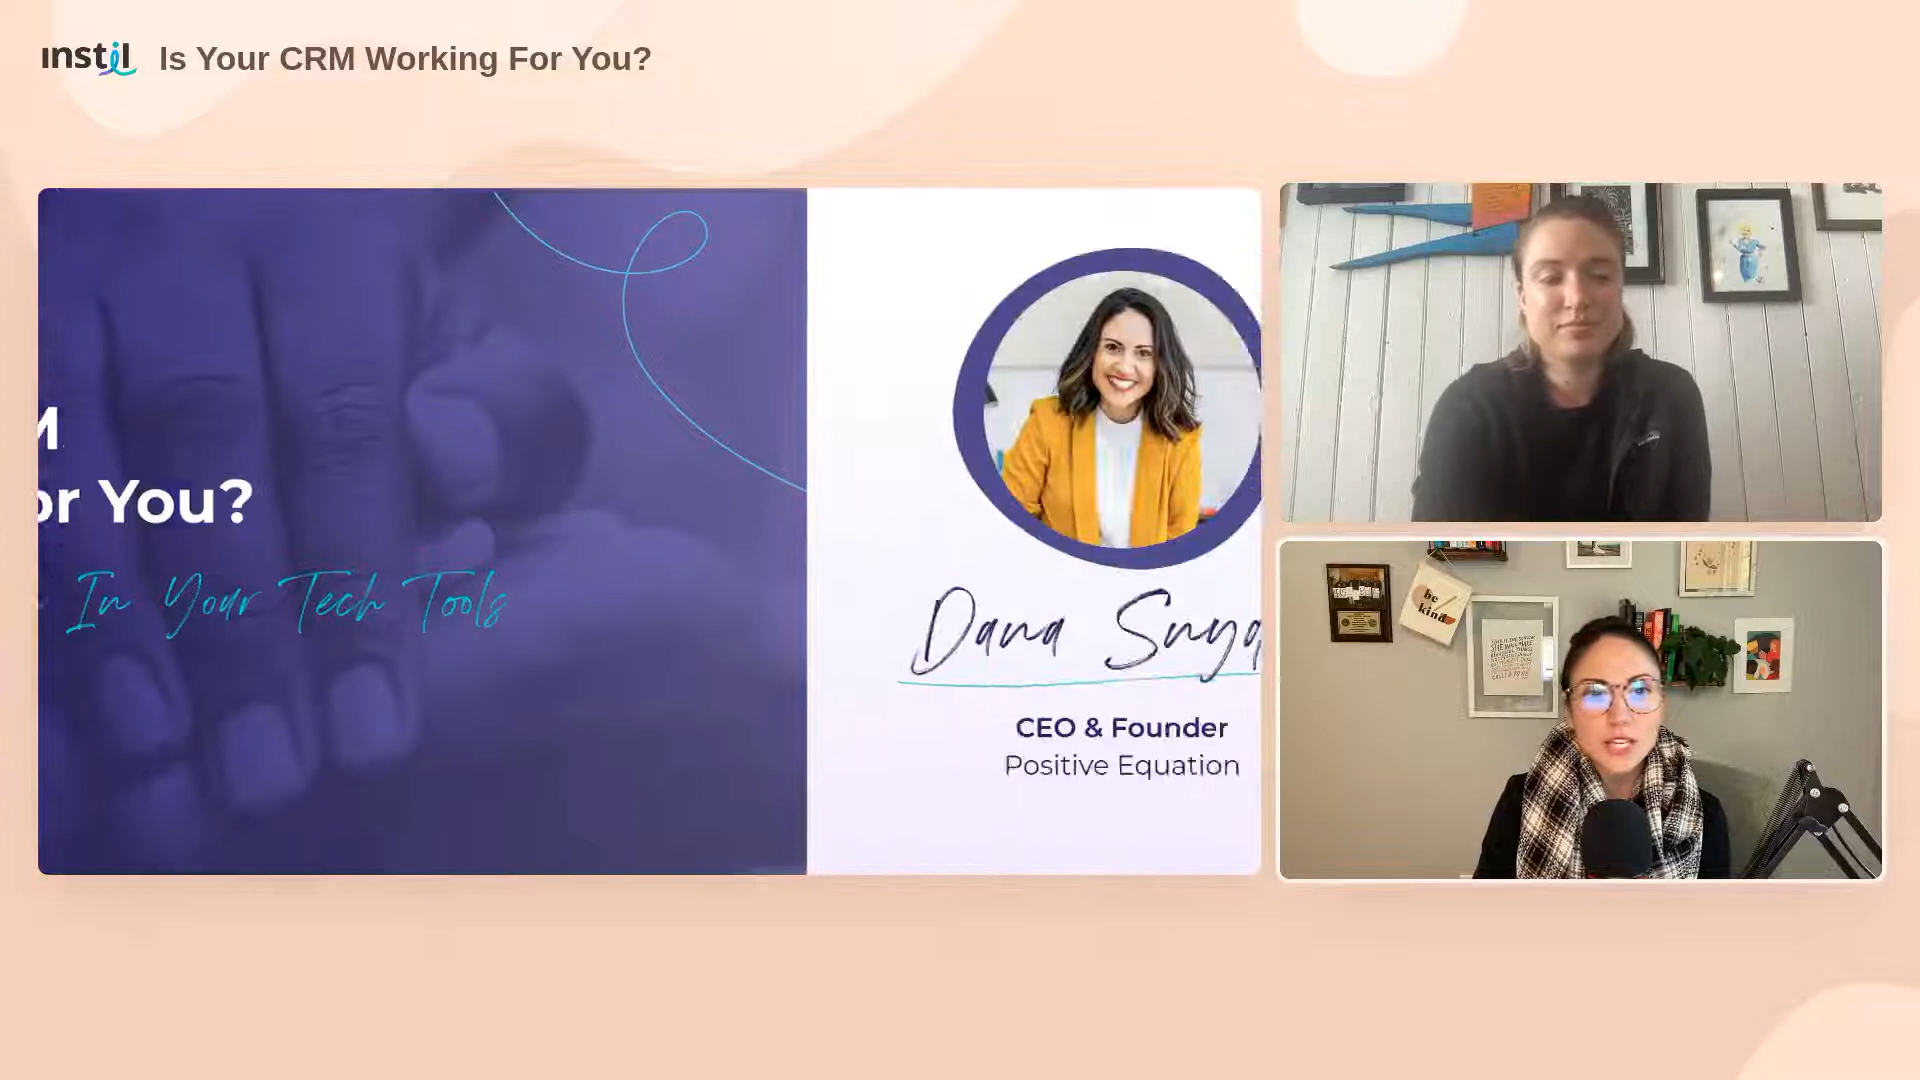 instil Is Your CRM Working For You?
M
or You?
In Your Tech Tools
Dana Snyd
CEO & Founder
Positive Equation
be
kind